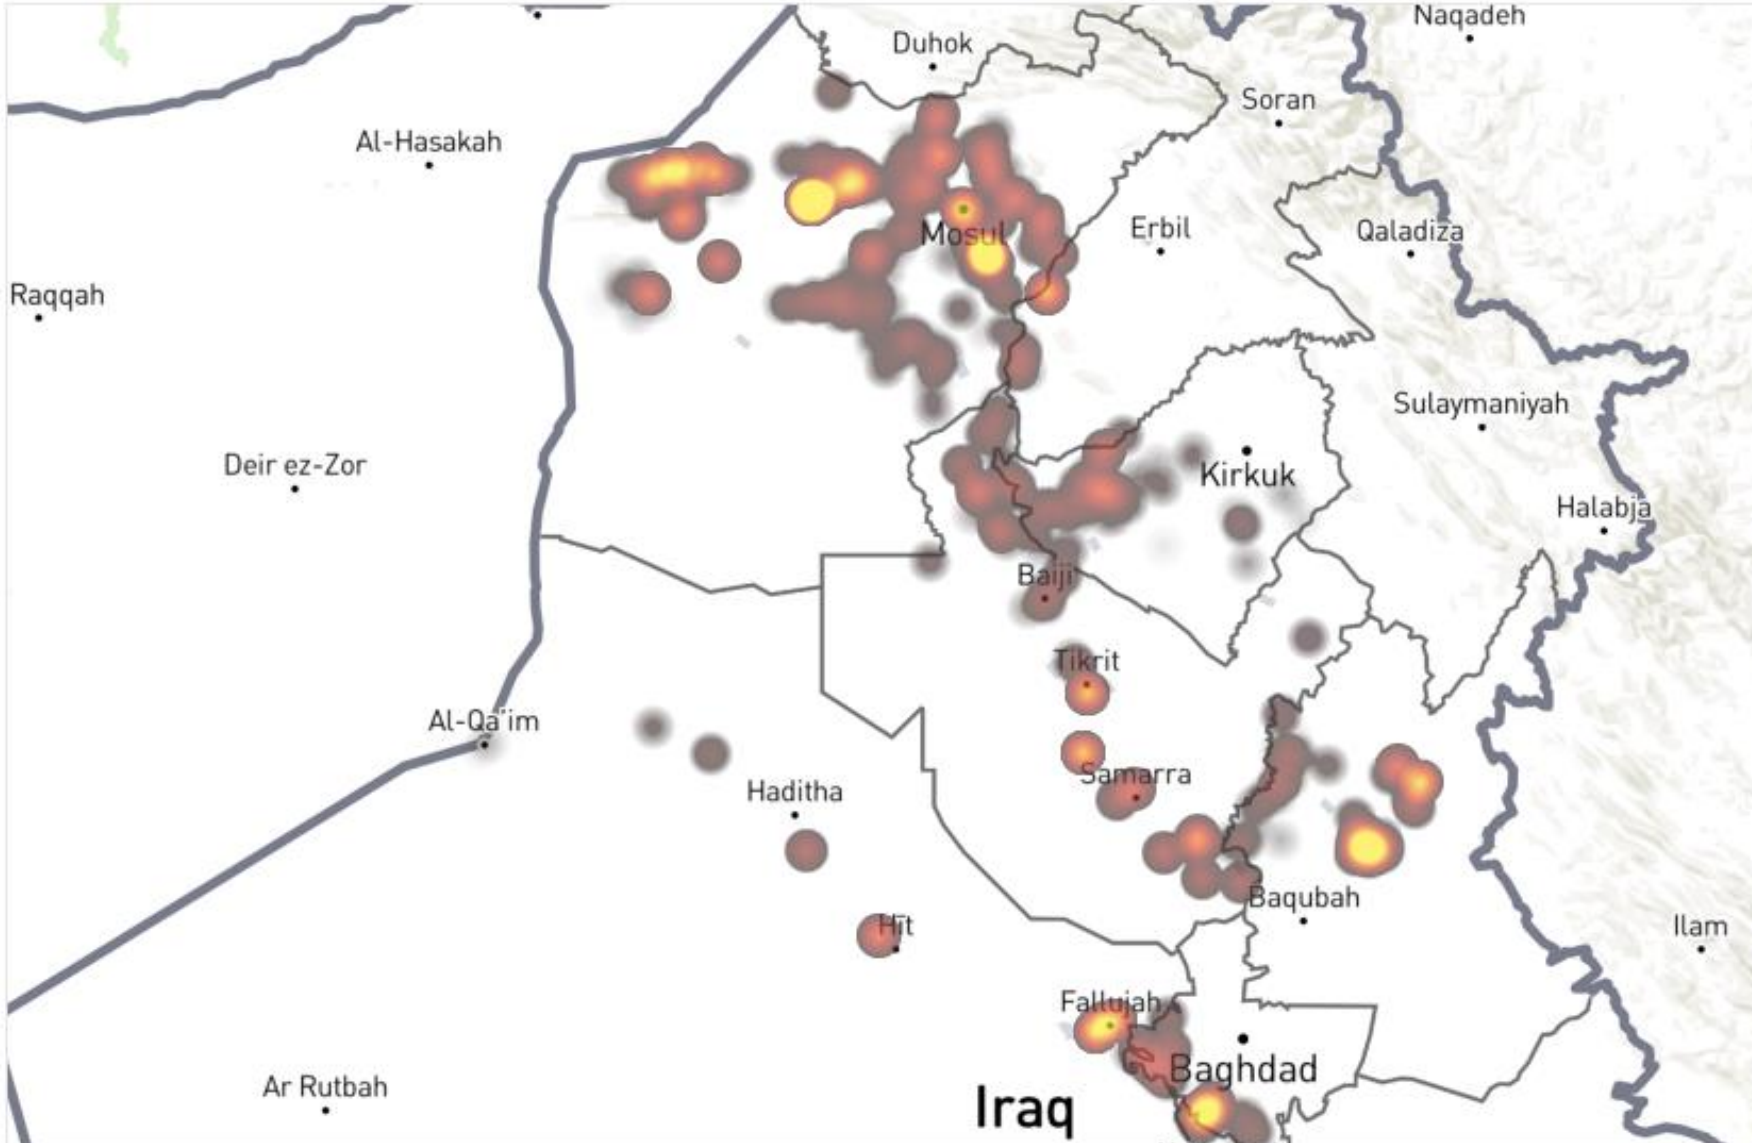 Naqadeh
Duhok
Soran
Al-Hasakah
Mosul
Erbil
Qaladiza
Raqqah
Sulaymaniyah
Deir ez-Zor
Kirkuk
Halabja
Baiji
Tikrit
Al-Qa'im
Samarra
Haditha
Baqubah
Hit
Ilam
Fallujah
Baghdad
Ar Rutbah
Iraq